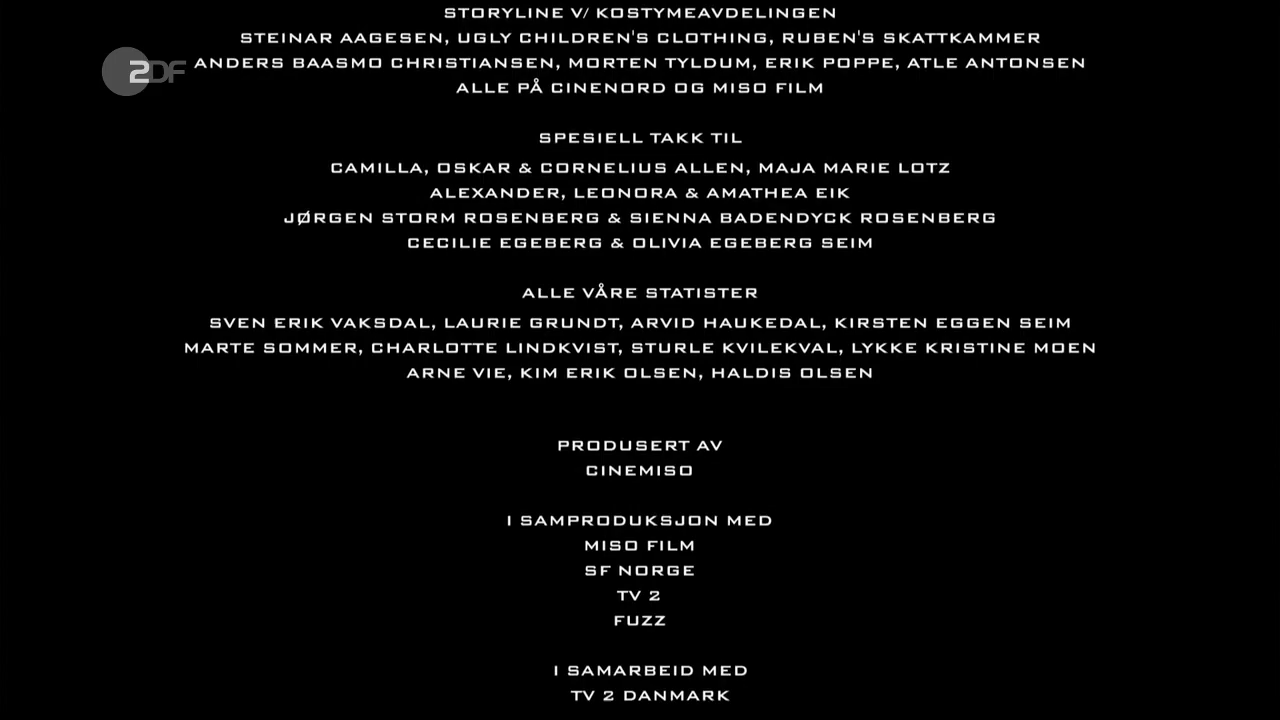 STORYLINE V/ KOSTYMEAVDELINGEN
STEINAR AAGESEN, UGLY CHILDREN'S CLOTHING, RUBEN'S SKATTKAMMER
2DF
ANDERS BAASMO CHRISTIANSEN, MORTEN TYLDUM, ERIK POPPE, ATLE ANTONSEN
ALLE PÅ CINENORD OG MISO FILM
SPESIELL TAKK TIL
CAMILLA, OSKAR & CORNELIUS ALLEN, MAJA MARIE LOTZ
ALEXANDER, LEONORA & AMATHEA EIK
JØRGEN STORM ROSENBERG & SIENNA BADENDYCK ROSENBERG
CECILIE EGEBERG & OLIVIA EGEBERG SEIM
ALLE VÅRE STATISTER
SVEN ERIK VAKSDAL, LAURIE GRUNDT, ARVID HAUKEDAL, KIRSTEN EGGEN SEIM
MARTE SOMMER, CHARLOTTE LINDKVIST, STURLE KVILEKVAL, LYKKE KRISTINE MOEN
ARNE VIE, KIM ERIK OLSEN, HALDIS OLSEN
PRODUSERT AV
CINEMISO
I SAMPRODUKSJON MED
MISO FILM
SF NORGE
TV 2
FUZZ
I SAMARBEID MED
TV 2 DANMARK